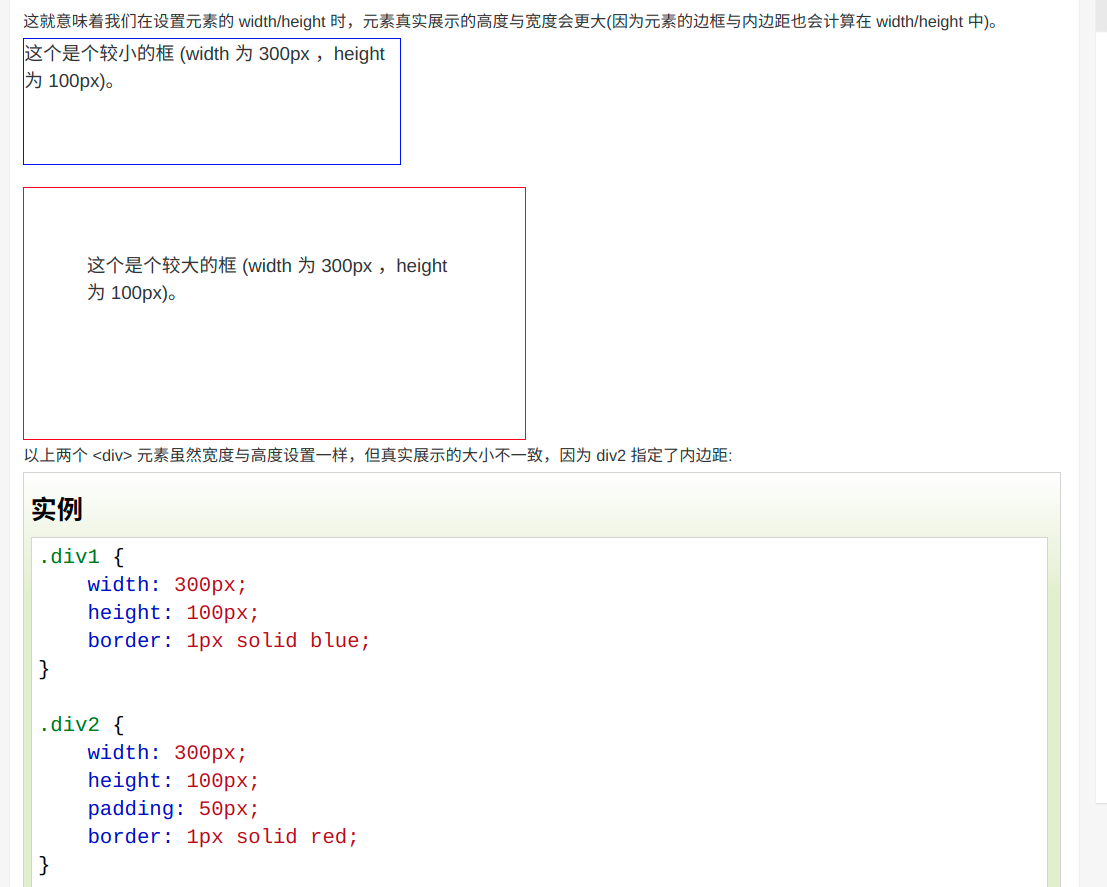 这就意味着我们在设置元素的 width/height 时，元素真实展示的高度与宽度会更大(因为元素的边框与内边距也会计算在 width/height 中)。
这个是个较小的框 (width 为 300px ，height
为 100px)。
这个是个较大的框 (width 为 300px ，height
为 100px)。
以上两个 <div> 元素虽然宽度与高度设置一样，但真实展示的大小不一致，因为 div2 指定了内边距:
实例
.div1 {
    width: 300px;
    height: 100px;
    border: 1px solid blue;
}
.div2 {
    width: 300px;
    height: 100px;
    padding: 50px;
    border: 1px solid red;
}